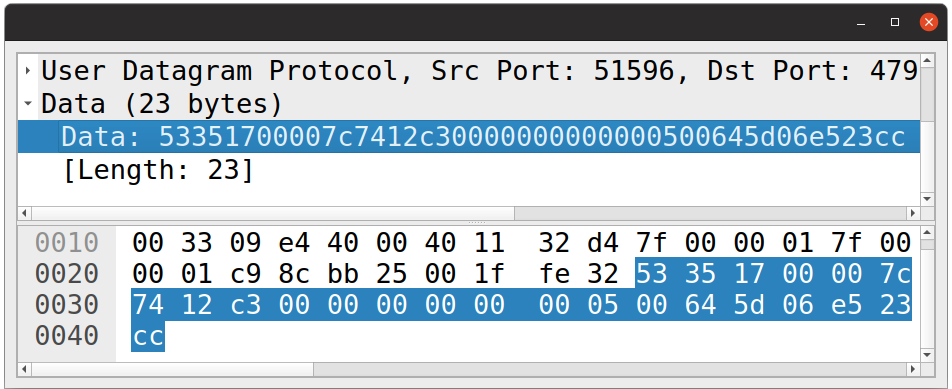 User Datagram Protocol, Src Port: 51596, Dst Port: 479
Data (23 bytes)
Data: 53351700007c7412c30000000000000500645d06e523cc
[Length: 23]
0010 00 33 09 e4 40 00 40 11 32 d4 7f 00 00 01 7f 00
0020 00 01 c9 8c bb 25 00 1f fe 32 53 35 17 00 00 7c
0030 74 12 c3 00 00 00 00 00 00 05 00 64 5d 06 e5 23
0040 cc